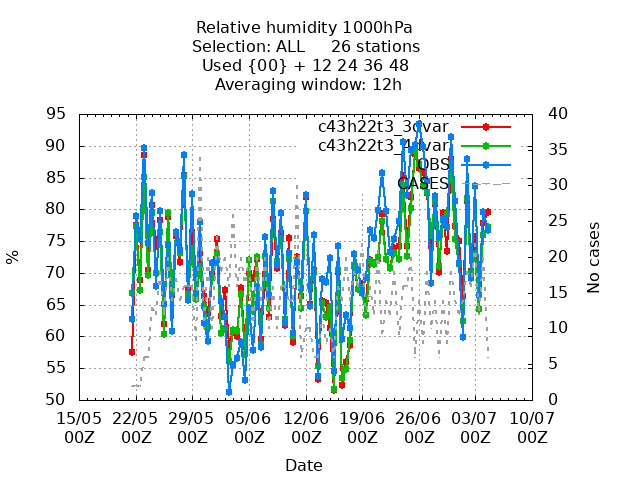 Relative humidity 1000hPa
Selection: ALL 26 stations
Used {00} + 12 24 36 48
Averaging window: 12h
c43h22t3_3dvar
c43h22t3_4dvar
OBS
CASES
%
No cases
95
90
85
80
75
70
65
60
55
50
40
35
30
25
20
15
10
5
0
15/05 22/05 29/05 05/06 12/06 19/06 26/06 03/07 10/07
00Z 00Z 00Z 00Z 00Z 00Z 00Z 00Z 00Z
Date